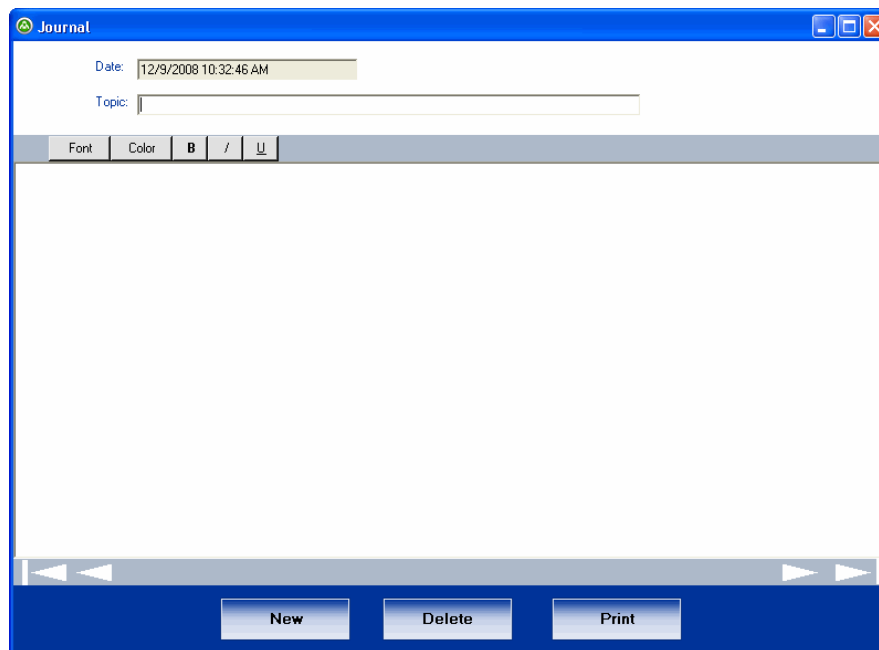 Journal
Date: 12/9/2008 10:32:46 AM
Topic:
Font Color B I U
New Delete Print